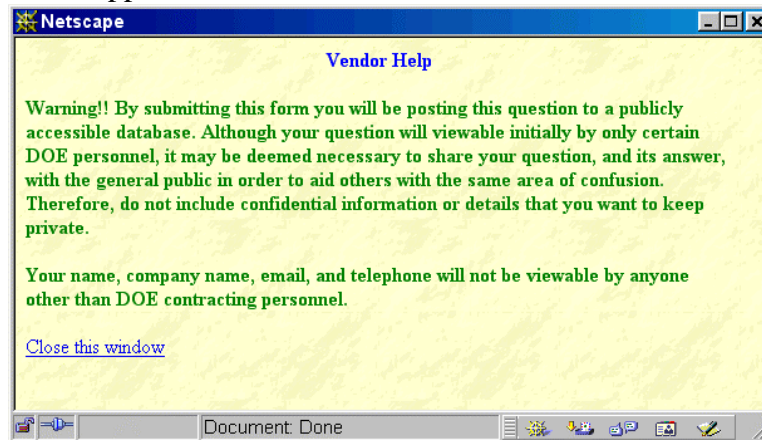 Netscape
Vendor Help
Warning!! By submitting this form you will be posting this question to a publicly
accessible database. Although your question will viewable initially by only certain
DOE personnel, it may be deemed necessary to share your question, and its answer,
with the general public in order to aid others with the same area of confusion.
Therefore, do not include confidential information or details that you want to keep
private.
Your name, company name, email, and telephone will not be viewable by anyone
other than DOE contracting personnel.
Close this window
Document: Done